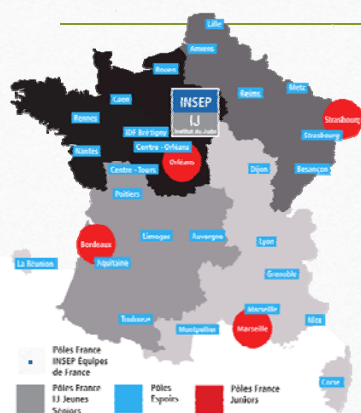 Lille
Amiens
Rouen
Caen
Reims
Metz
INSEP
IJ
Institut du Judo
Strasbourg
Strasbourg
Rennes
IDF Brétigny
Centre - Orléans
Nantes
Centre - Tours
Orléans
Dijon
Besançon
Poitiers
Bordeaux
Limoges
Auvergne
Lyon
La Réunion
Aquitaine
Grenoble
Toulouse
Marseille
Nice
Montpellier
Marseille
Corse
Pôles France
INSEP Équipes
de France
Pôles France
IJ Jeunes
Séniors
Pôles
Espoirs
Pôles France
Juniors